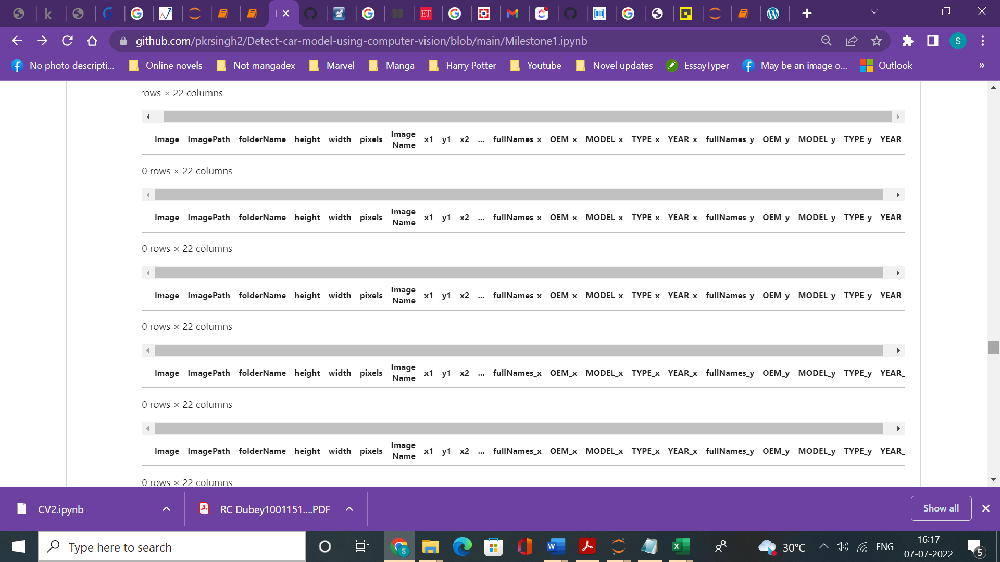 ET
github.com/pkrsingh2/Detect-car-model-using-computer-vision/blob/main/Milestone1.ipynb
S
No photo descripti... Online novels Not mangadex Marvel Manga Harry Potter Youtube Novel updates EssayTyper May be an image o... Outlook »
rows × 22 columns
Image ImagePath folderName height width pixels Image Name x1 y1 x2 ... fullNames_x OEM_x MODEL_x TYPE_x YEAR_x fullNames_y OEM_y MODEL_y TYPE_y YEAR_
0 rows × 22 columns
Image ImagePath folderName height width pixels Image Name x1 y1 x2 ... fullNames_x OEM_x MODEL_x TYPE_x YEAR_x fullNames_y OEM_y MODEL_y TYPE_y YEAR_
0 rows × 22 columns
Image ImagePath folderName height width pixels Image Name x1 y1 x2 ... fullNames_x OEM_x MODEL_x TYPE_x YEAR_x fullNames_y OEM_y MODEL_y TYPE_y YEAR_
0 rows × 22 columns
Image ImagePath folderName height width pixels Image Name x1 y1 x2 ... fullNames_x OEM_x MODEL_x TYPE_x YEAR_x fullNames_y OEM_y MODEL_y TYPE_y YEAR_
0 rows × 22 columns
Image ImagePath folderName height width pixels Image Name x1 y1 x2 ... fullNames_x OEM_x MODEL_x TYPE_x YEAR_x fullNames_y OEM_y MODEL_y TYPE_y YEAR_
0 rows × 22 columns
CV2.ipynb RC Dubey1001151....PDF Show all
Type here to search 30°C ENG 16:17
07-07-2022 5